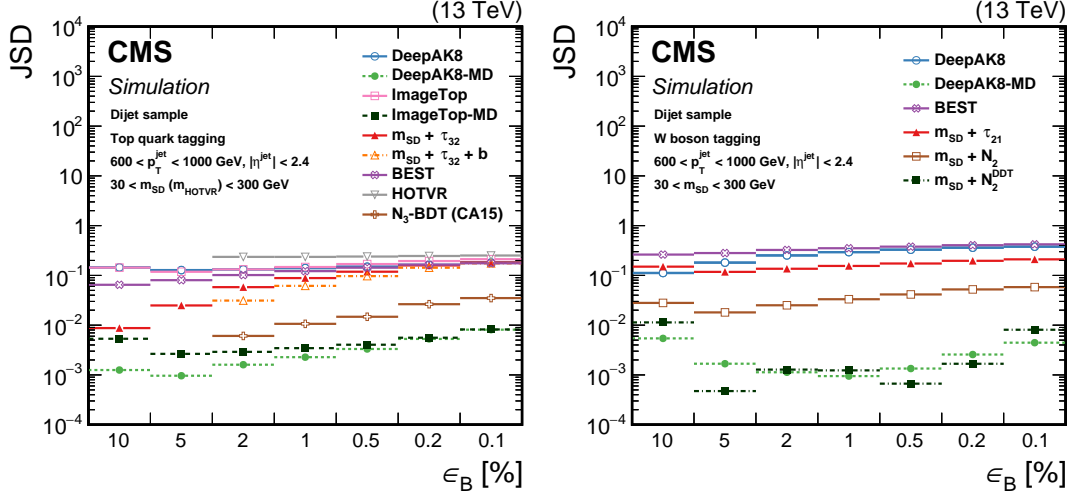 (13 TeV)
JSD
10^4
10^3
10^2
10
1
10^−1
10^−2
10^−3
10^−4
CMS
Simulation
Dijet sample
Top quark tagging
600 < p_T^jet < 1000 GeV, |η^jet| < 2.4
30 < m_SD (m_HOTVR) < 300 GeV
DeepAK8
DeepAK8-MD
ImageTop
ImageTop-MD
m_SD + τ_32
m_SD + τ_32 + b
BEST
HOTVR
N_3-BDT (CA15)
10 5 2 1 0.5 0.2 0.1
ϵ_B [%]
(13 TeV)
JSD
10^4
10^3
10^2
10
1
10^−1
10^−2
10^−3
10^−4
CMS
Simulation
Dijet sample
W boson tagging
600 < p_T^jet < 1000 GeV, |η^jet| < 2.4
30 < m_SD < 300 GeV
DeepAK8
DeepAK8-MD
BEST
m_SD + τ_21
m_SD + N_2
m_SD + N_2^DDT
10 5 2 1 0.5 0.2 0.1
ϵ_B [%]